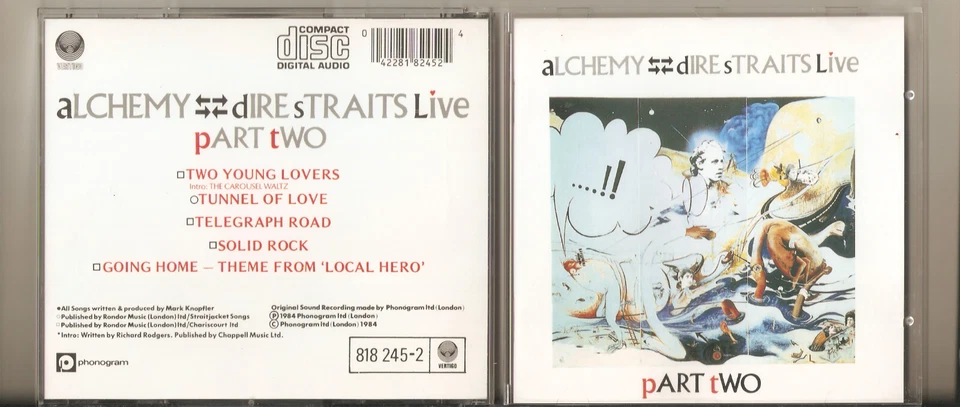 VERTIGO
COMPACT
disc
DIGITAL AUDIO
0 42281 82452 4
aLCHEMY dIRE sTRAITS Live
pART tWO
TWO YOUNG LOVERS
Intro: THE CAROUSEL WALTZ
TUNNEL OF LOVE
TELEGRAPH ROAD
SOLID ROCK
GOING HOME – THEME FROM 'LOCAL HERO'
All Songs written & produced by Mark Knopfler
Published by Rondor Music (London) ltd/Straitjacket Songs
Published by Rondor Music (London) ltd/Chariscourt ltd
*Intro: Written by Richard Rodgers. Published by Chappell Music Ltd.
Original Sound Recording made by Phonogram ltd (London)
℗ 1984 Phonogram ltd (London)
© Phonogram ltd (London) 1984
phonogram
818 245-2
VERTIGO
aLCHEMY dIRE sTRAITS Live
.....!!
pART tWO